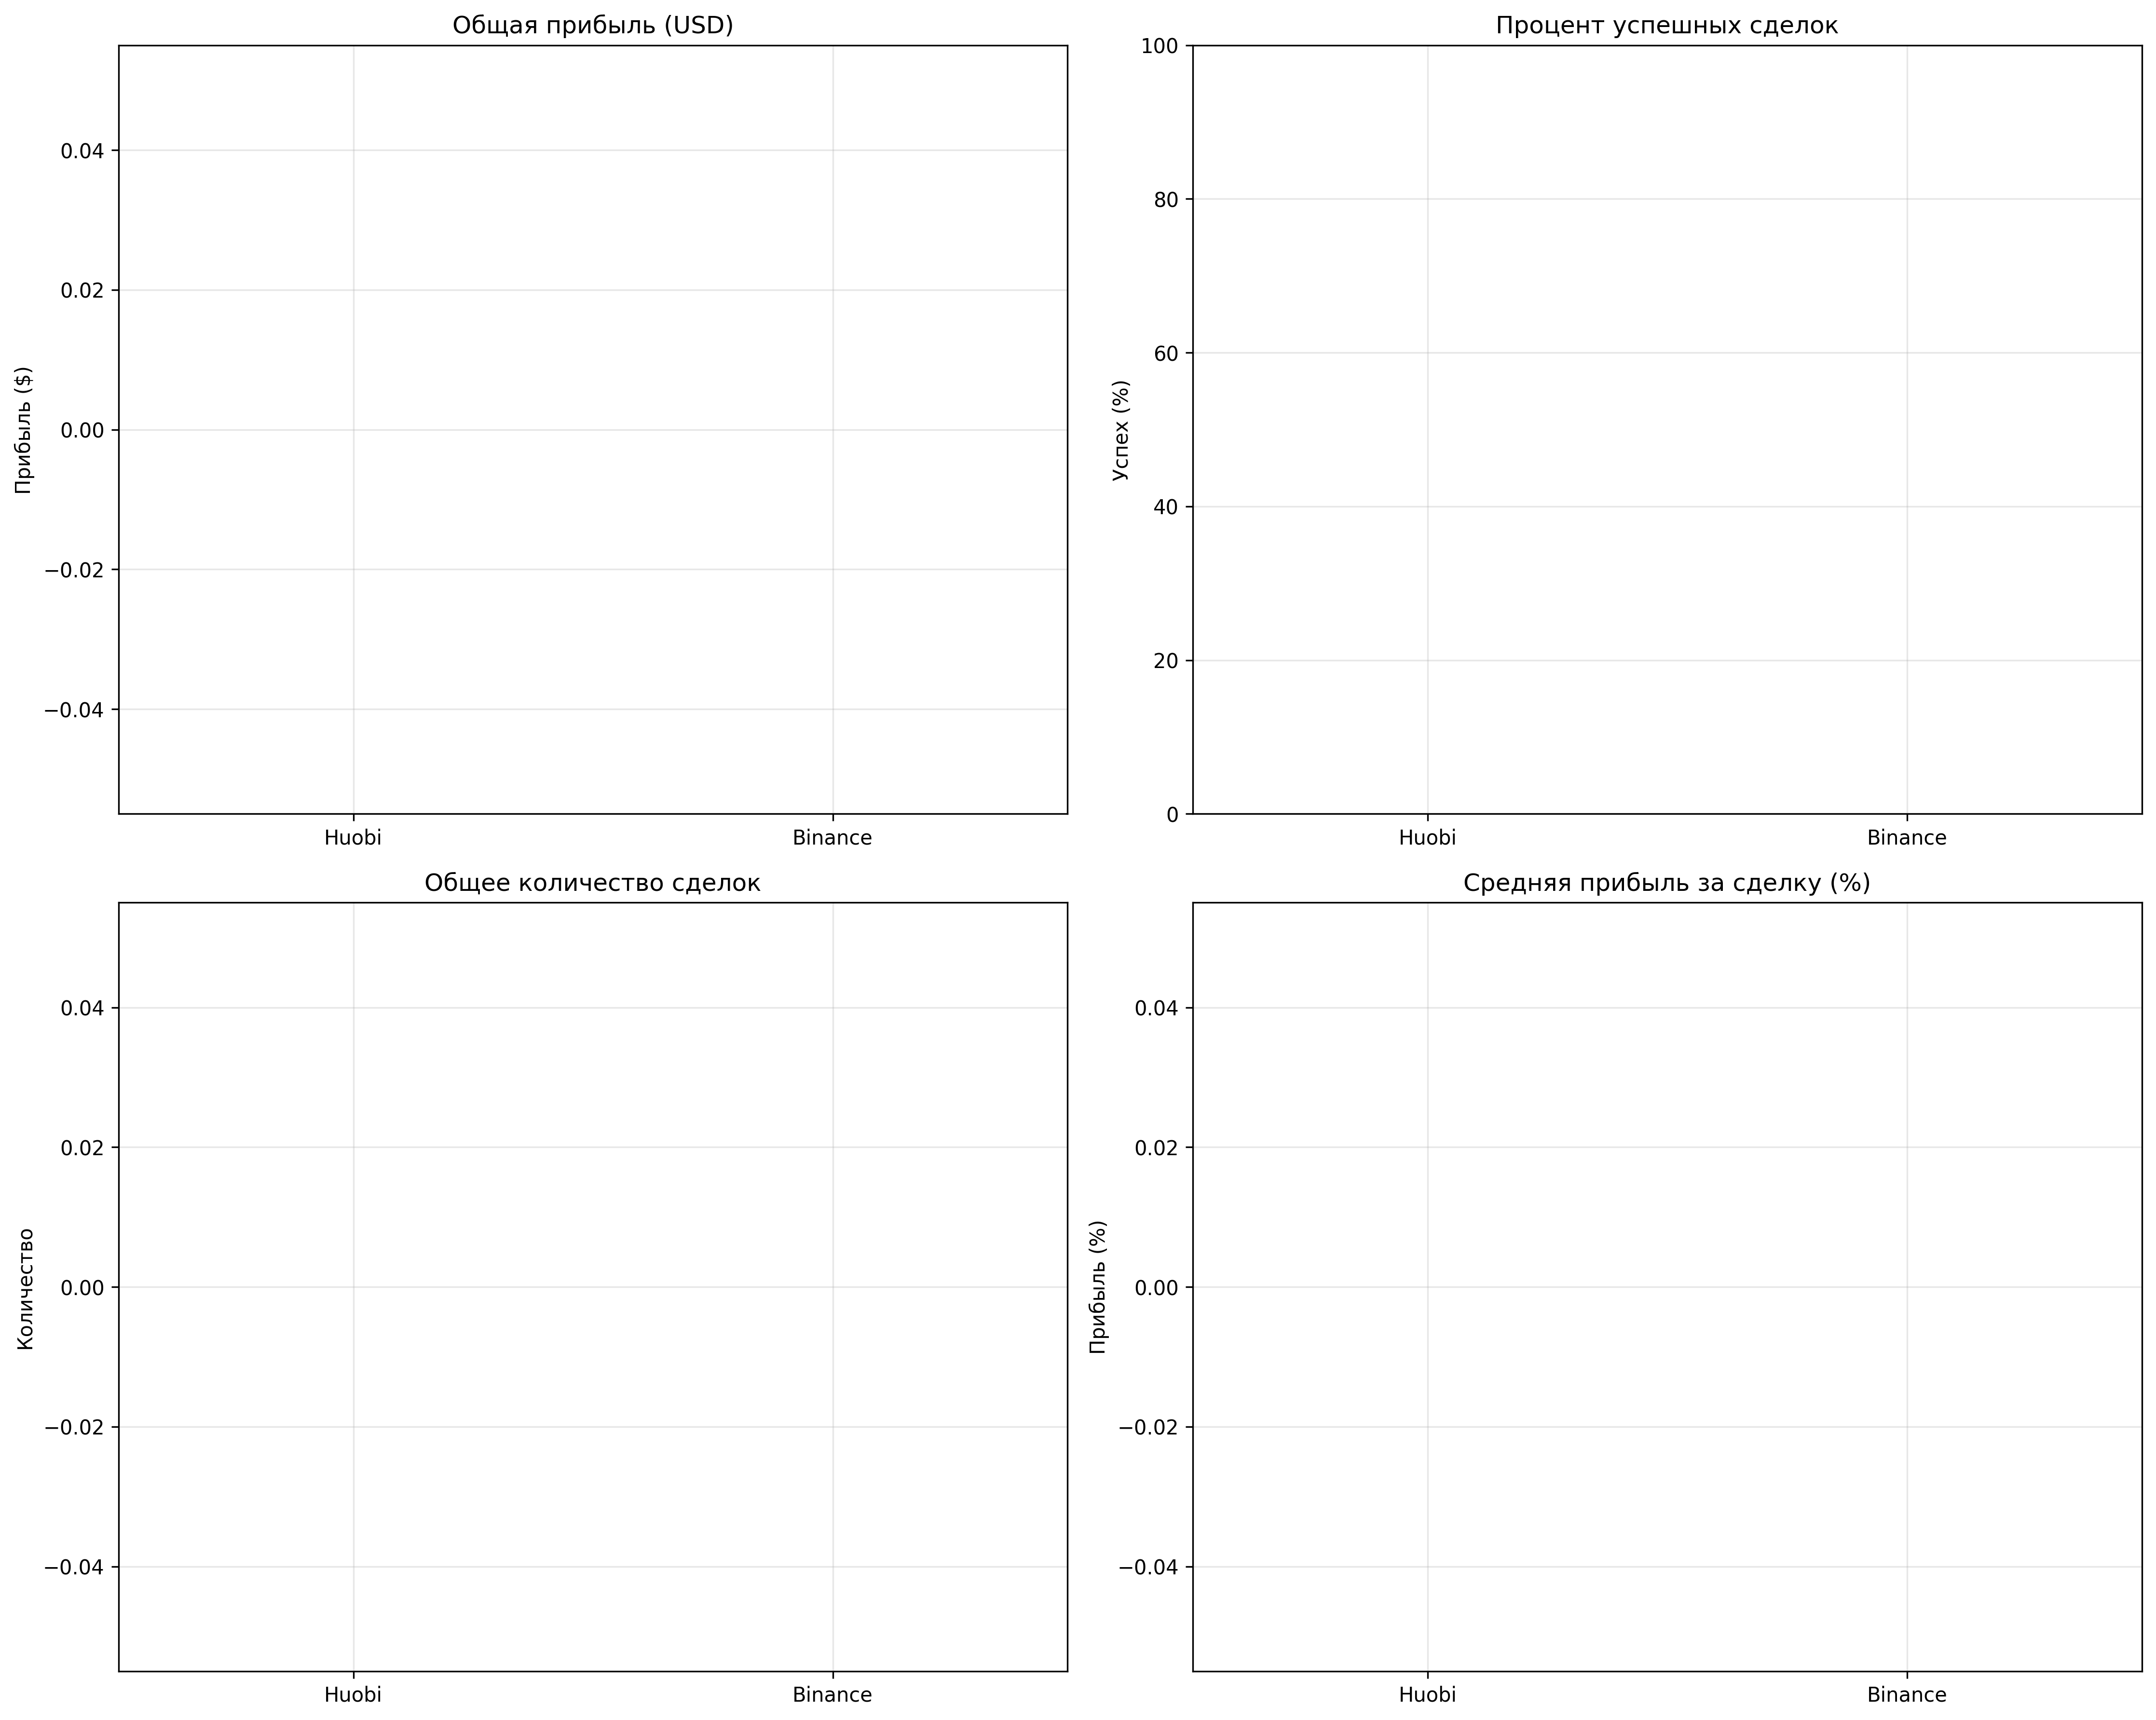 Общая прибыль (USD)
Прибыль ($)
0.04
0.02
0.00
−0.02
−0.04
Huobi Binance
Процент успешных сделок
Успех (%)
100
80
60
40
20
0
Huobi Binance
Общее количество сделок
Количество
0.04
0.02
0.00
−0.02
−0.04
Huobi Binance
Средняя прибыль за сделку (%)
Прибыль (%)
0.04
0.02
0.00
−0.02
−0.04
Huobi Binance